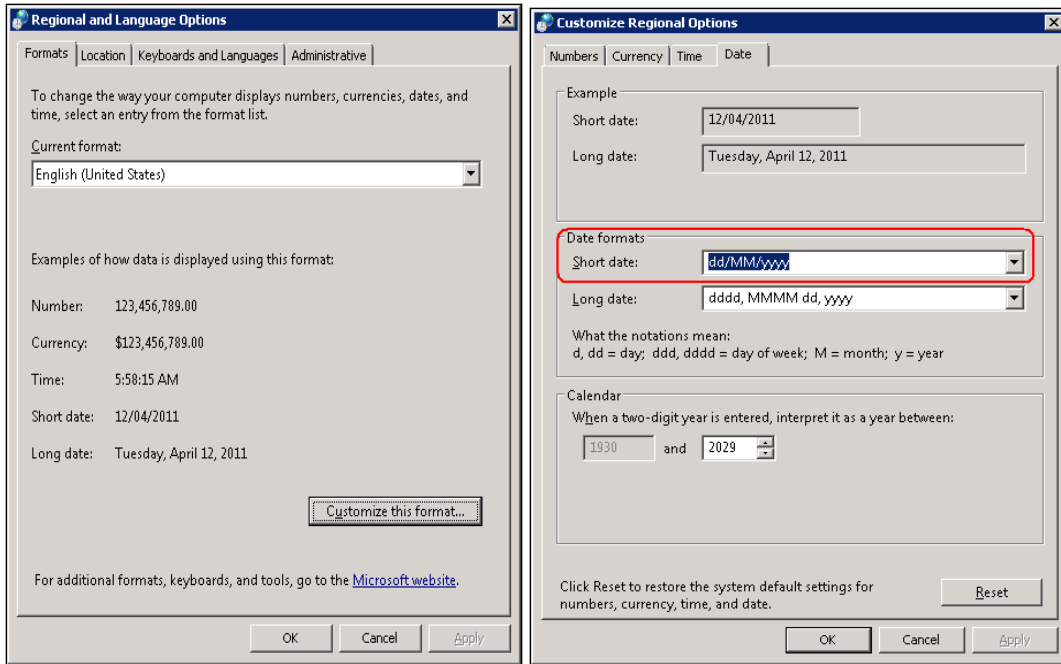 Regional and Language Options
Formats Location Keyboards and Languages Administrative
To change the way your computer displays numbers, currencies, dates, and
time, select an entry from the format list.
Current format:
English (United States)
Examples of how data is displayed using this format:
Number: 123,456,789.00
Currency: $123,456,789.00
Time: 5:58:15 AM
Short date: 12/04/2011
Long date: Tuesday, April 12, 2011
Customize this format...
For additional formats, keyboards, and tools, go to the Microsoft website.
OK Cancel Apply
Customize Regional Options
Numbers Currency Time Date
Example
Short date: 12/04/2011
Long date: Tuesday, April 12, 2011
Date formats
Short date: dd/MM/yyyy
Long date: dddd, MMMM dd, yyyy
What the notations mean:
d, dd = day; ddd, dddd = day of week; M = month; y = year
Calendar
When a two-digit year is entered, interpret it as a year between:
1930 and 2029
Click Reset to restore the system default settings for
numbers, currency, time, and date.
Reset
OK Cancel Apply